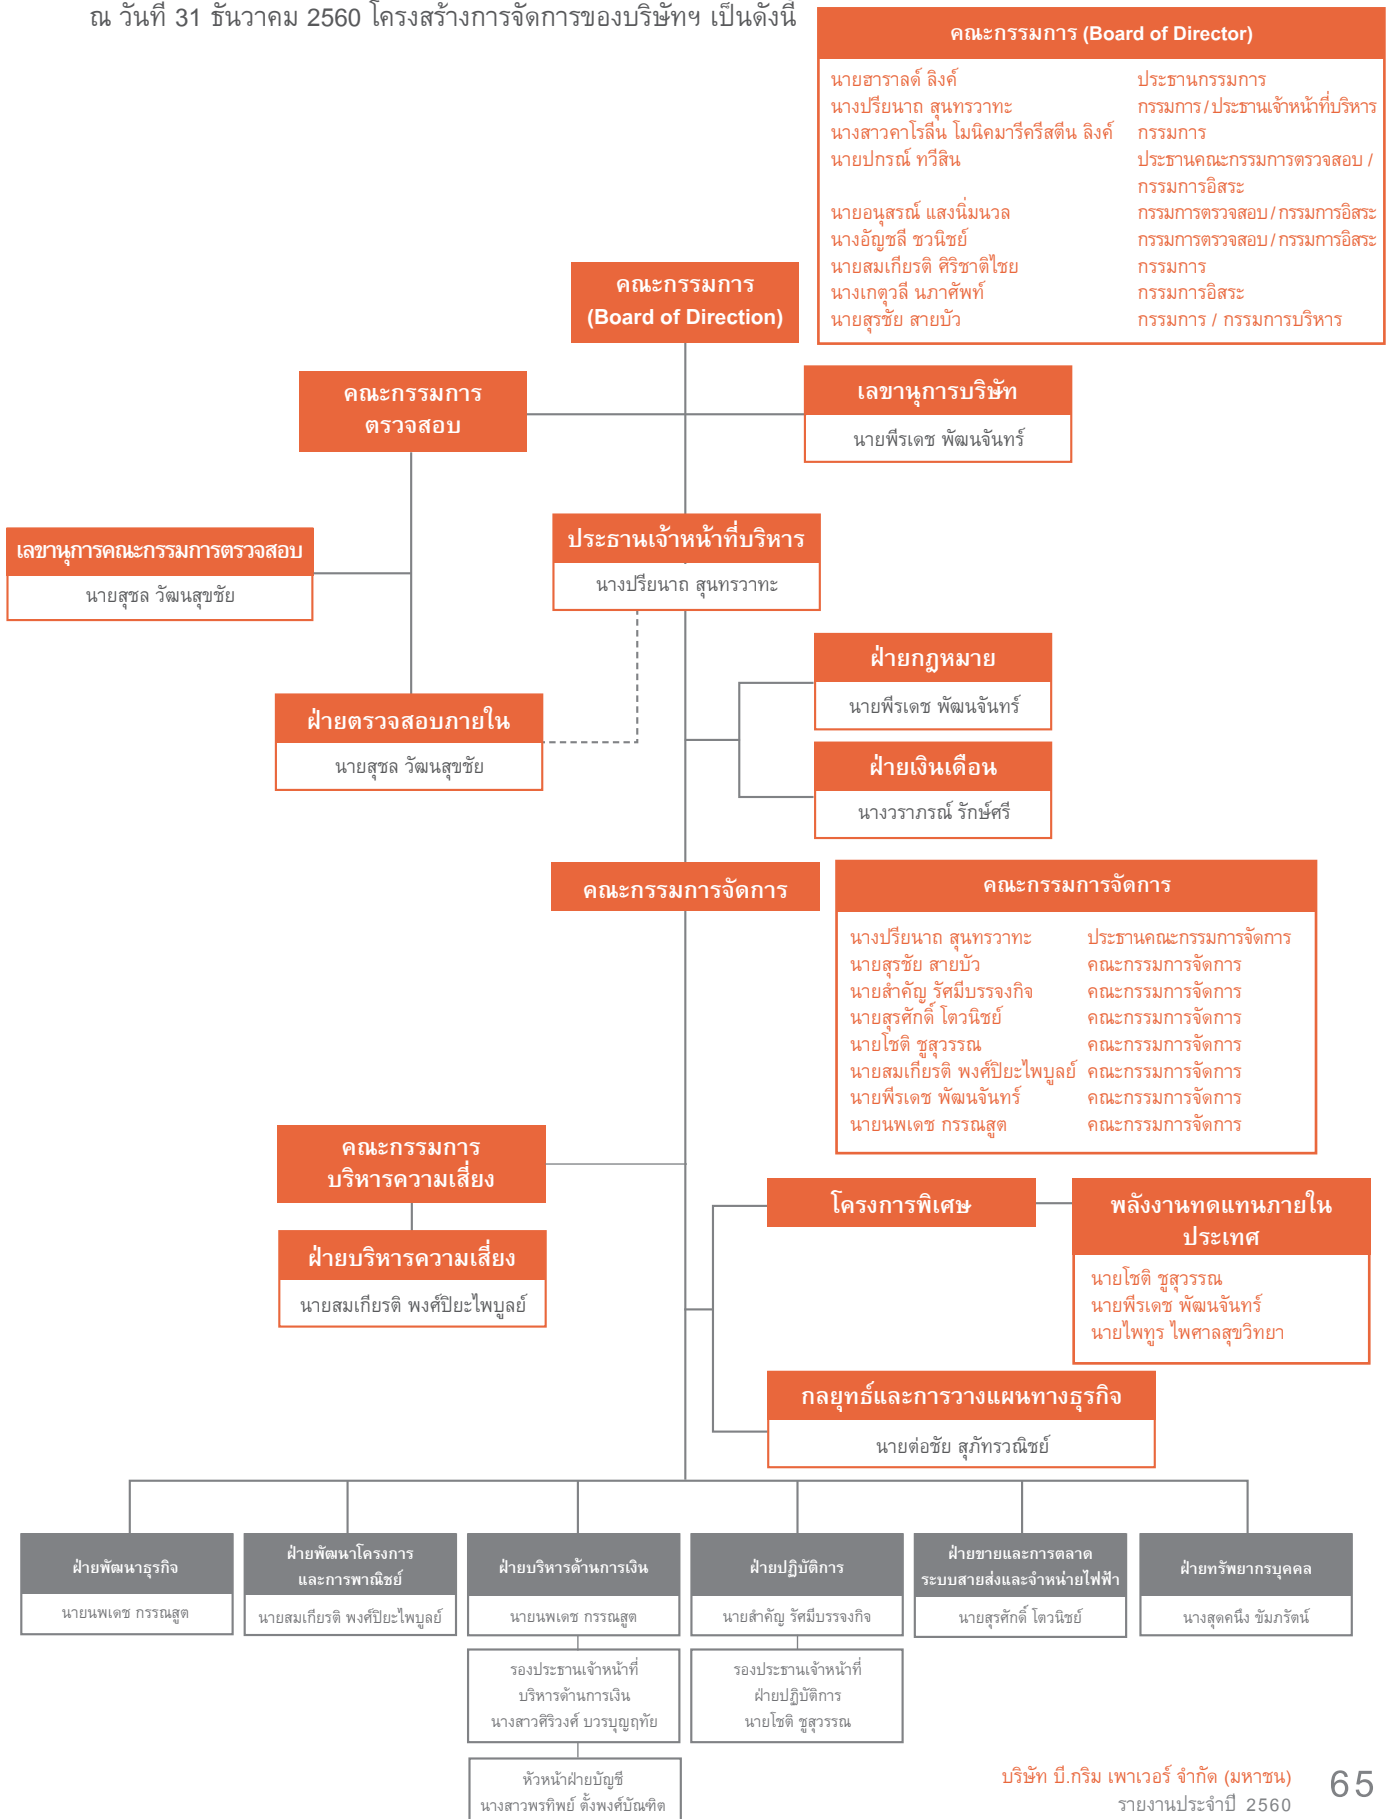 ณ วันที่ 31 ธันวาคม 2560 โครงสร้างการจัดการของบริษัทฯ เป็นดังนี้
คณะกรรมการ (Board of Director)
นายฮาราลด์ ลิงค์ ประธานกรรมการ
นางปรียนาถ สุนทรวาทะ กรรมการ / ประธานเจ้าหน้าที่บริหาร
นางสาวคาโรลีน โมนิคมารีครีสตีน ลิงค์ กรรมการ
นายปกรณ์ ทวีสิน ประธานคณะกรรมการตรวจสอบ /
กรรมการอิสระ
นายอนุสรณ์ แสงนิ่มนวล กรรมการตรวจสอบ / กรรมการอิสระ
นางอัญชลี ชวนิชย์ กรรมการตรวจสอบ / กรรมการอิสระ
นายสมเกียรติ ศิริชาติไชย กรรมการ
นางเกตุวลี นภาศัพท์ กรรมการอิสระ
นายสุรชัย สายบัว กรรมการ / กรรมการบริหาร
คณะกรรมการ
(Board of Direction)
คณะกรรมการ
ตรวจสอบ
เลขานุการบริษัท
นายพีรเดช พัฒนจันทร์
เลขานุการคณะกรรมการตรวจสอบ
นายสุชล วัฒนสุขชัย
ประธานเจ้าหน้าที่บริหาร
นางปรียนาถ สุนทรวาทะ
ฝ่ายกฎหมาย
นายพีรเดช พัฒนจันทร์
ฝ่ายตรวจสอบภายใน
นายสุชล วัฒนสุขชัย
ฝ่ายเงินเดือน
นางวราภรณ์ รักษ์ศรี
คณะกรรมการจัดการ
คณะกรรมการจัดการ
นางปรียนาถ สุนทรวาทะ ประธานคณะกรรมการจัดการ
นายสุรชัย สายบัว คณะกรรมการจัดการ
นายสำคัญ รัศมีบรรจงกิจ คณะกรรมการจัดการ
นายสุรศักดิ์ โตวนิชย์ คณะกรรมการจัดการ
นายโชติ ชูสุวรรณ คณะกรรมการจัดการ
นายสมเกียรติ พงศ์ปิยะไพบูลย์ คณะกรรมการจัดการ
นายพีรเดช พัฒนจันทร์ คณะกรรมการจัดการ
นายนพเดช กรรณสูต คณะกรรมการจัดการ
คณะกรรมการ
บริหารความเสี่ยง
ฝ่ายบริหารความเสี่ยง
นายสมเกียรติ พงศ์ปิยะไพบูลย์
โครงการพิเศษ
พลังงานทดแทนภายใน
ประเทศ
นายโชติ ชูสุวรรณ
นายพีรเดช พัฒนจันทร์
นายไพทูร ไพศาลสุขวิทยา
กลยุทธ์และการวางแผนทางธุรกิจ
นายต่อชัย สุภัทรวณิชย์
ฝ่ายพัฒนาธุรกิจ
นายนพเดช กรรณสูต
ฝ่ายพัฒนาโครงการ
และการพาณิชย์
นายสมเกียรติ พงศ์ปิยะไพบูลย์
ฝ่ายบริหารด้านการเงิน
นายนพเดช กรรณสูต
ฝ่ายปฏิบัติการ
นายสำคัญ รัศมีบรรจงกิจ
ฝ่ายขายและการตลาด
ระบบสายส่งและจำหน่ายไฟฟ้า
นายสุรศักดิ์ โตวนิชย์
ฝ่ายทรัพยากรบุคคล
นางสุดคนึง ขัมภรัตน์
รองประธานเจ้าหน้าที่
บริหารด้านการเงิน
นางสาวศิริวงศ์ บวรบุญฤทัย
รองประธานเจ้าหน้าที่
ฝ่ายปฏิบัติการ
นายโชติ ชูสุวรรณ
หัวหน้าฝ่ายบัญชี
นางสาวพรทิพย์ ตั้งพงศ์บัณฑิต
บริษัท บี.กริม เพาเวอร์ จำกัด (มหาชน)
รายงานประจำปี 2560
65